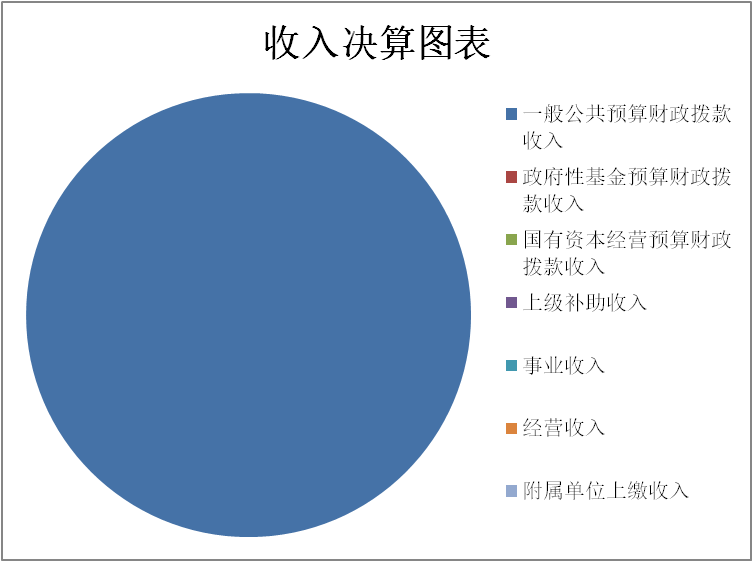 收入决算图表
一般公共预算财政拨款
收入
政府性基金预算财政拨
款收入
国有资本经营预算财政
拨款收入
上级补助收入
事业收入
经营收入
附属单位上缴收入